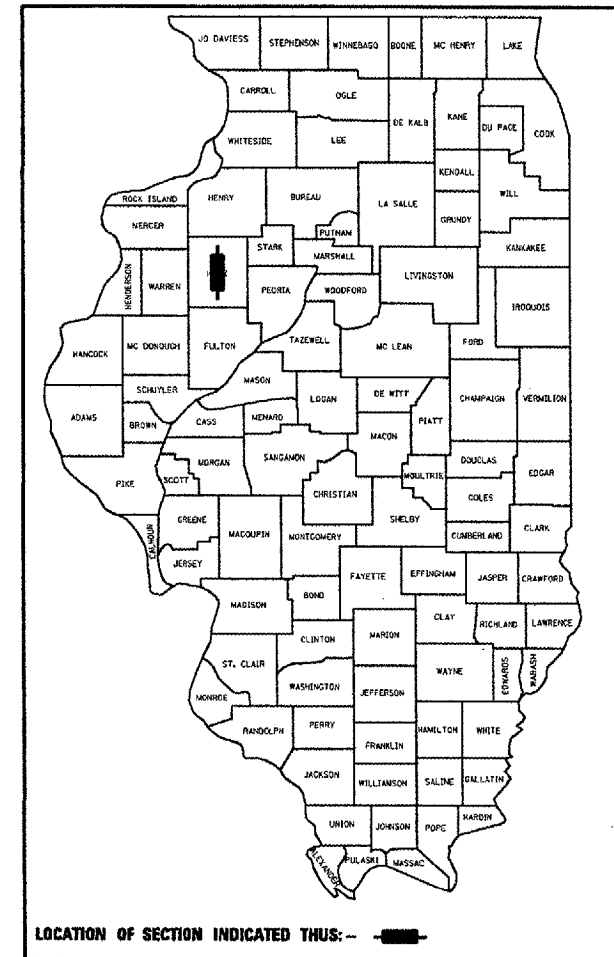 JO DAVIESS STEPHENSON WINNEBAGO BOONE MC HENRY LAKE
CARROLL OGLE DE KALB KANE DU PAGE COOK
WHITESIDE LEE
KENDALL WILL
ROCK ISLAND HENRY BUREAU LA SALLE GRUNDY
MERCER PUTNAM
STARK MARSHALL KANKAKEE
HENDERSON WARREN PEORIA WOODFORD LIVINGSTON
IROQUOIS
HANCOCK MC DONOUGH FULTON TAZEWELL MC LEAN FORD
MASON
SCHUYLER LOGAN DE WITT CHAMPAIGN VERMILION
ADAMS BROWN CASS MENARD PIATT
MACON
MORGAN SANGAMON DOUGLAS EDGAR
PIKE SCOTT CHRISTIAN MOULTRIE COLES
GREENE MACOUPIN SHELBY CLARK
CALHOUN MONTGOMERY CUMBERLAND
JERSEY FAYETTE EFFINGHAM JASPER CRAWFORD
MADISON BOND
CLAY RICHLAND LAWRENCE
CLINTON MARION
ST. CLAIR WAYNE EDWARDS WABASH
WASHINGTON JEFFERSON
MONROE
RANDOLPH PERRY HAMILTON WHITE
FRANKLIN
JACKSON WILLIAMSON SALINE GALLATIN
HARDIN
UNION JOHNSON POPE
ALEXANDER PULASKI MASSAC
LOCATION OF SECTION INDICATED THUS:-